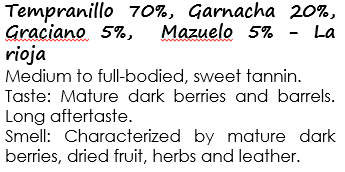 Tempranillo 70%, Garnacha 20%,
Graciano 5%, Mazuelo 5% – La
rioja
Medium to full-bodied, sweet tannin.
Taste: Mature dark berries and barrels.
Long aftertaste.
Smell: Characterized by mature dark
berries, dried fruit, herbs and leather.